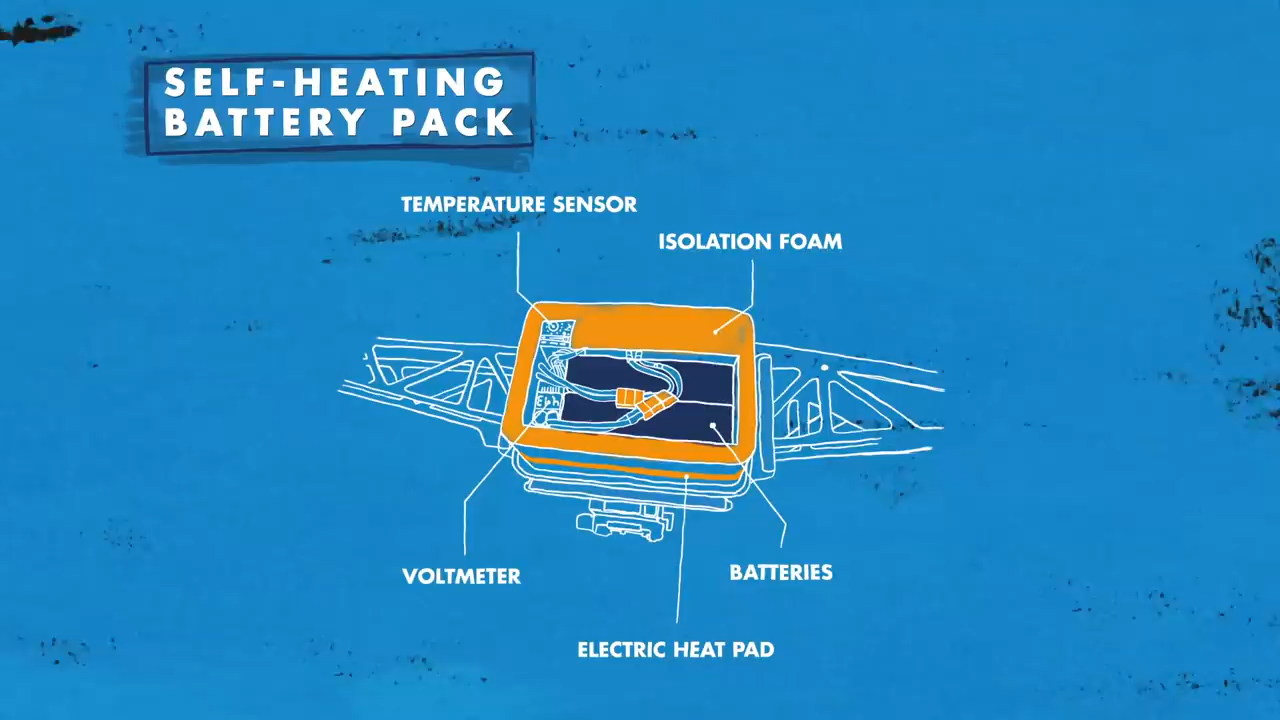 SELF-HEATING
BATTERY PACK
TEMPERATURE SENSOR
ISOLATION FOAM
VOLTMETER
BATTERIES
ELECTRIC HEAT PAD